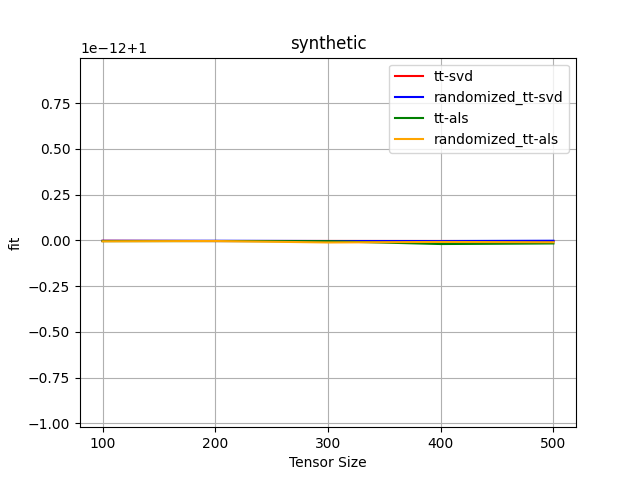 synthetic
1e−12+1
0.75
0.50
0.25
0.00
−0.25
−0.50
−0.75
−1.00
fit
tt-svd
randomized_tt-svd
tt-als
randomized_tt-als
100 200 300 400 500
Tensor Size